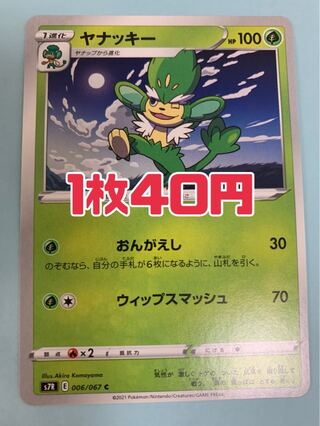 1進化
ヤナッキー
HP100
ヤナップから進化
1枚40円
おんがえし 30
のぞむなら、自分の手札が6枚になるように、山札を引く。
ウィップスマッシュ 70
弱点 ×2 抵抗力 にげる
illus.Akira Komayama
s7R E 006/067 C
©2021 Pokémon/Nintendo/Creatures/GAME FREAK